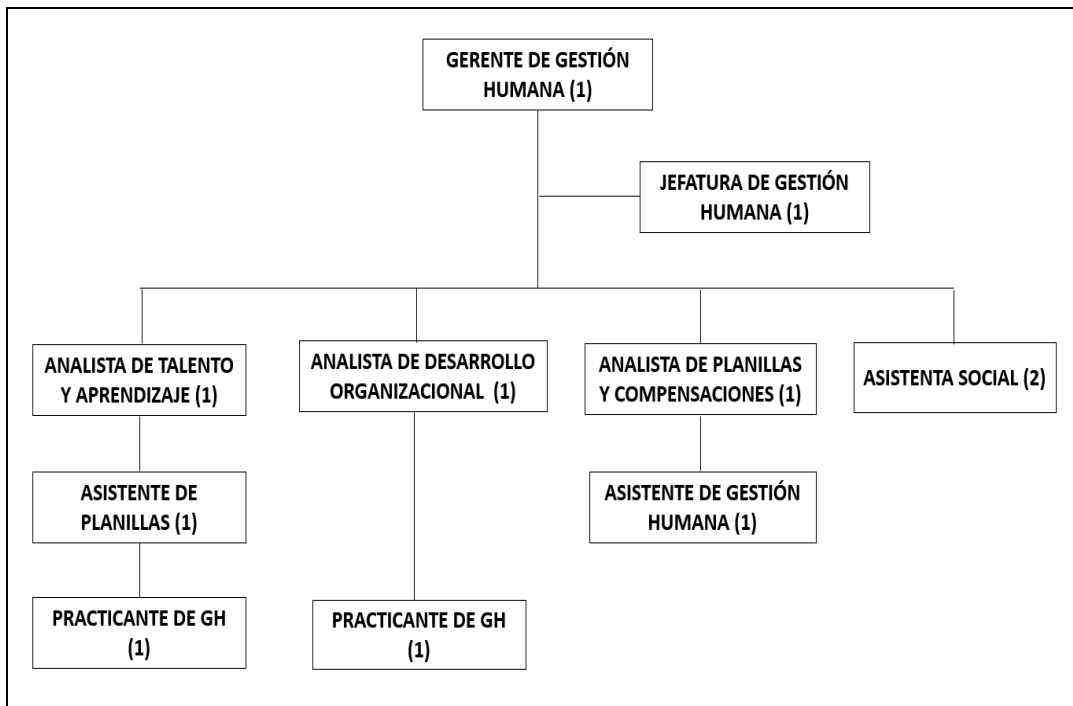 GERENTE DE GESTIÓN
HUMANA (1)
JEFATURA DE GESTIÓN
HUMANA (1)
ANALISTA DE TALENTO
Y APRENDIZAJE (1)
ANALISTA DE DESARROLLO
ORGANIZACIONAL (1)
ANALISTA DE PLANILLAS
Y COMPENSACIONES (1)
ASISTENTA SOCIAL (2)
ASISTENTE DE
PLANILLAS (1)
ASISTENTE DE GESTIÓN
HUMANA (1)
PRACTICANTE DE GH
(1)
PRACTICANTE DE GH
(1)